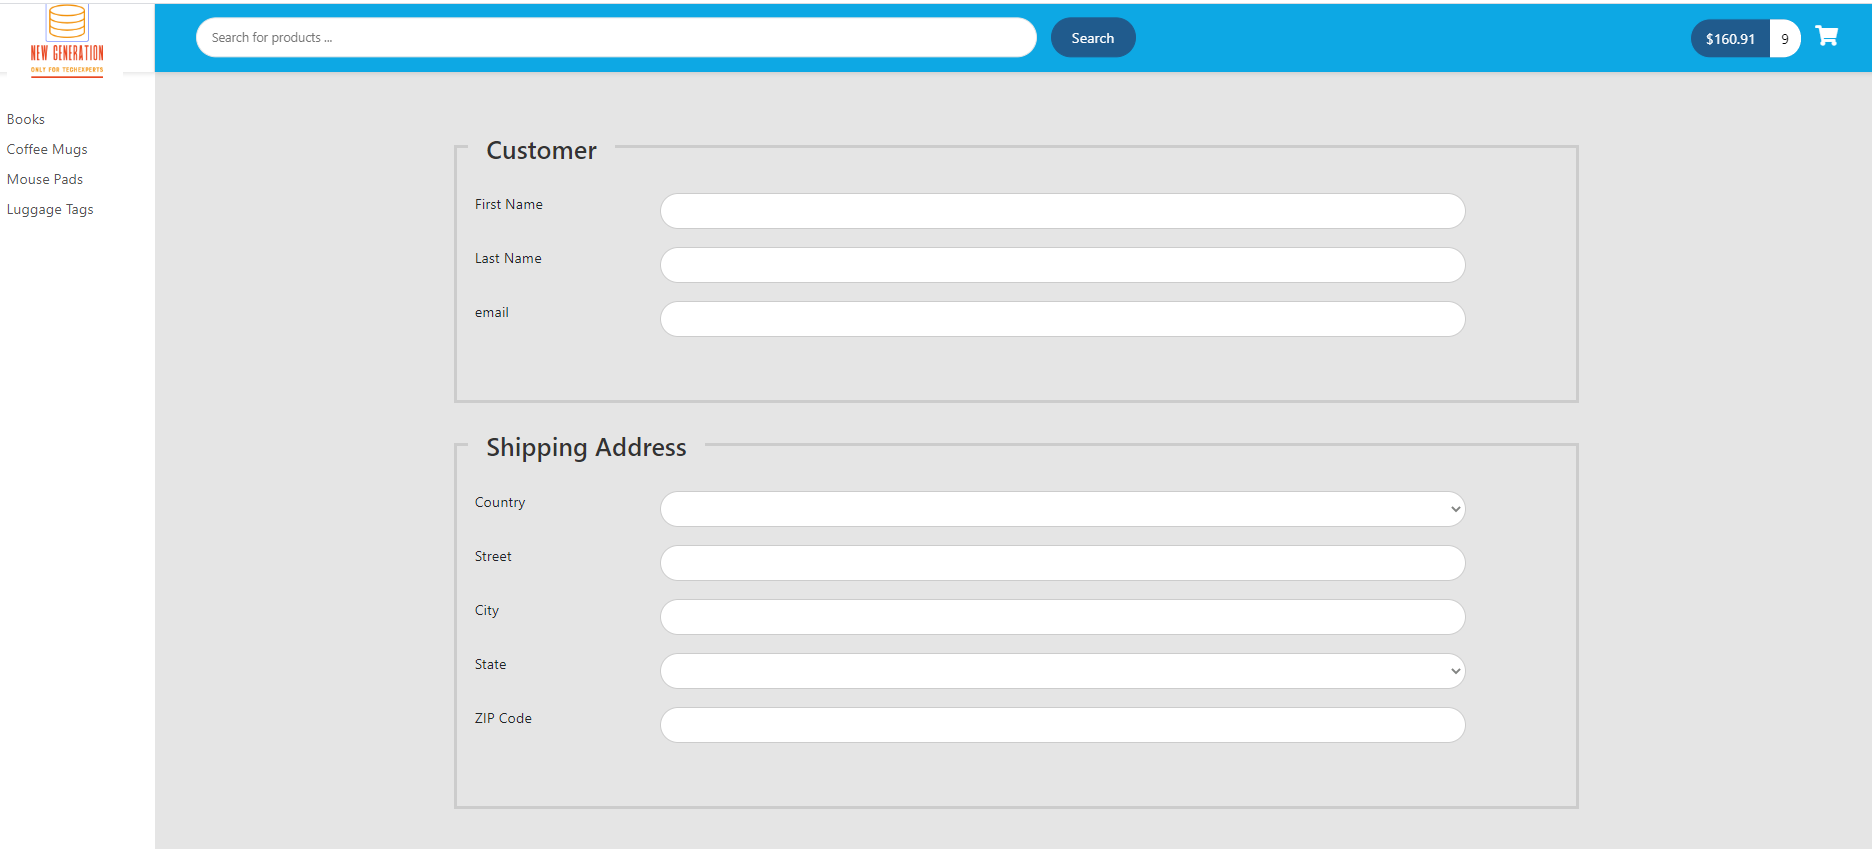 NEW GENERATION
ONLY FOR TECHEXPERTS
Search for products ...
Search
$160.91 9
Books
Coffee Mugs
Mouse Pads
Luggage Tags
Customer
First Name
Last Name
email
Shipping Address
Country
Street
City
State
ZIP Code